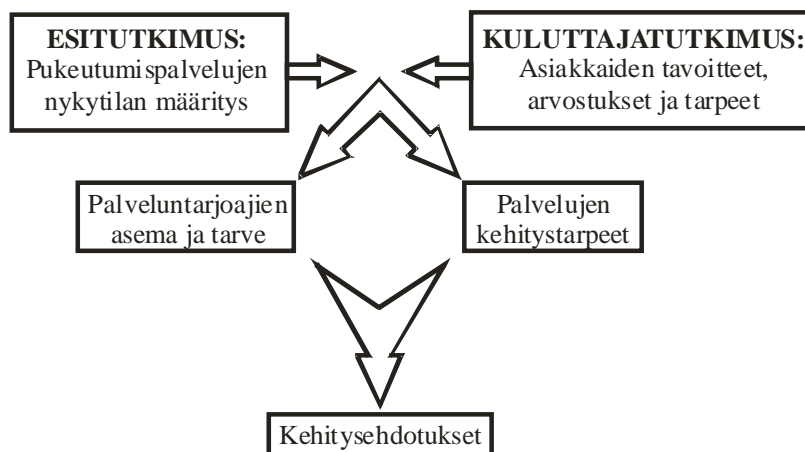 ESITUTKIMUS:
Pukeutumispalvelujen
nykytilan määritys
KULUTTAJATUTKIMUS:
Asiakkaiden tavoitteet,
arvostukset ja tarpeet
Palveluntarjoajien
asema ja tarve
Palvelujen
kehitystarpeet
Kehitysehdotukset